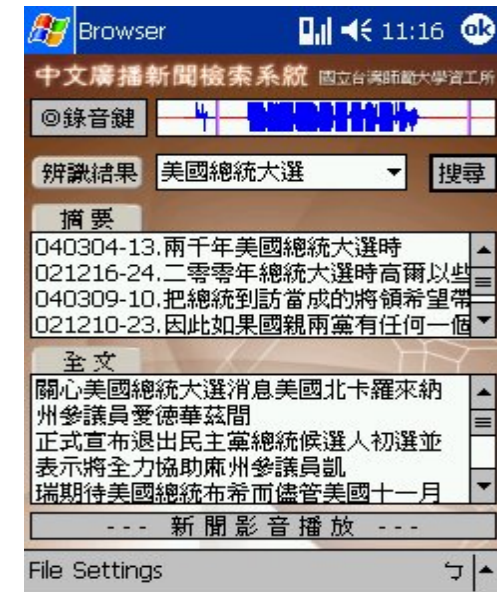 Browser 11:16 ok
中文廣播新聞檢索系統 國立台灣師範大學資工所
◎錄音鍵
辨識結果 美國總統大選 搜尋
摘要
040304-13.兩千年美國總統大選時
021216-24.二零零年總統大選時高爾以些
040309-10.把總統到訪當成的將領希望帶
021210-23.因此如果國親兩黨有任何一個
全文
關心美國總統大選消息美國北卡羅來納
州參議員愛德華茲間
正式宣布退出民主黨總統候選人初選並
表示將全力協助麻州參議員凱
瑞期待美國總統布希而儘管美國十一月
--- 新聞影音播放 ---
File Settings ㄅ